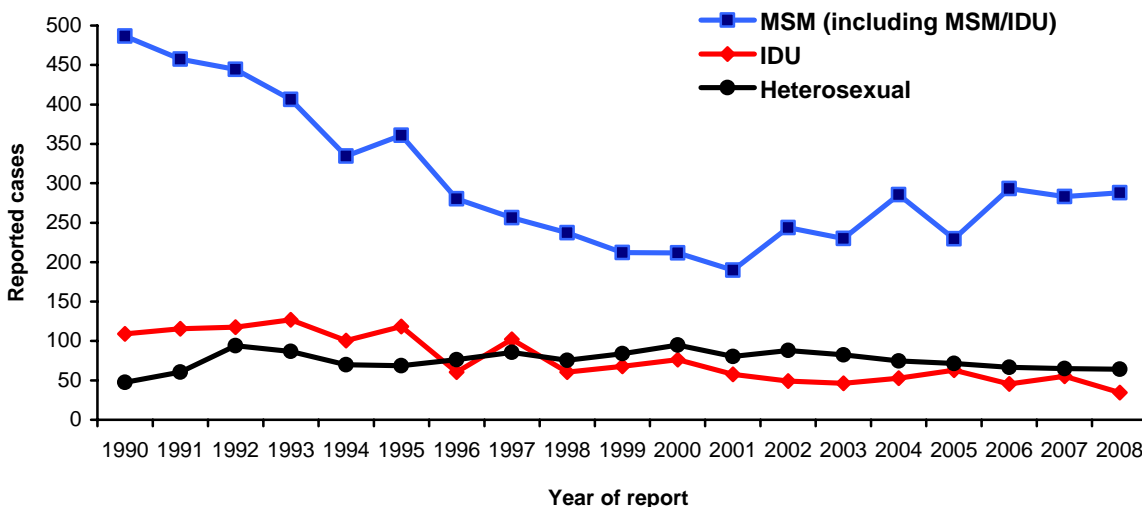 MSM (including MSM/IDU)
IDU
Heterosexual
Reported cases
500
450
400
350
300
250
200
150
100
50
0
1990 1991 1992 1993 1994 1995 1996 1997 1998 1999 2000 2001 2002 2003 2004 2005 2006 2007 2008
Year of report